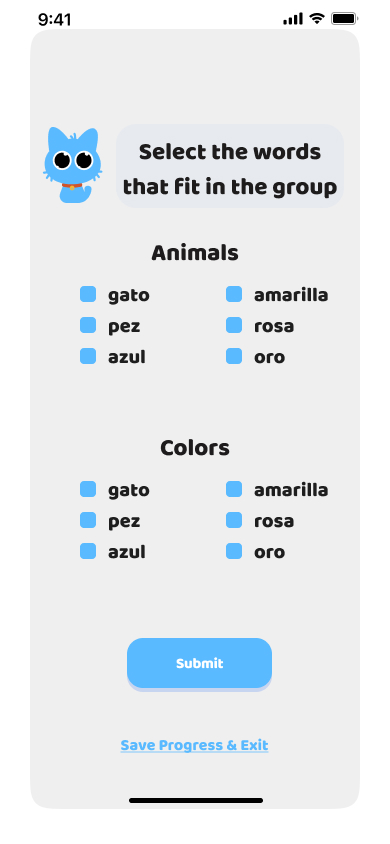 9:41
Select the words
that fit in the group
Animals
gato
amarilla
pez
rosa
azul
oro
Colors
gato
amarilla
pez
rosa
azul
oro
Submit
Save Progress & Exit